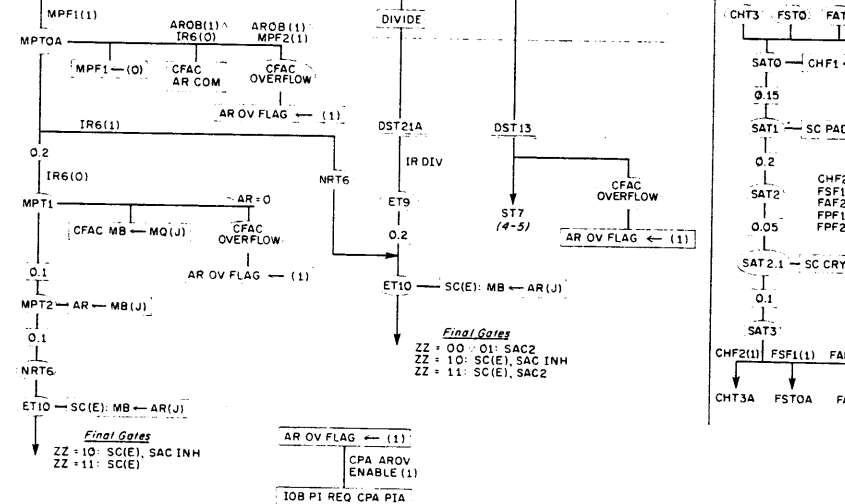 MPF1(1)
AROB(1) ^
IR6(0)
AROB(1)
MPF2(1)
MPTOA
MPF1 ← (0)
CFAC
AR COM
CFAC
OVERFLOW
AR OV FLAG ← (1)
IR6(1)
0.2
IR6(0)
NRT6
MPT1
AR=0
CFAC MB ← MQ(J)
CFAC
OVERFLOW
AR OV FLAG ← (1)
0.1
MPT2
AR ← MB(J)
0.1
NRT6
ET10
SC(E): MB ← AR(J)
Final Gates
ZZ = 10: SC(E), SAC INH
ZZ = 11: SC(E)
DIVIDE
DST21A
IR DIV
ET9
0.2
ET10
SC(E): MB ← AR(J)
Final Gates
ZZ = 00 v 01: SAC2
ZZ = 10: SC(E), SAC INH
ZZ = 11: SC(E), SAC2
DST13
ST7
(4-5)
CFAC
OVERFLOW
AR OV FLAG ← (1)
AR OV FLAG ← (1)
CPA AROV
ENABLE (1)
IOB PI REQ CPA PIA
CHT3 FST0 FAT
SAT0 CHF1
0.15
SAT1 SC PAD
0.2
SAT2
CHF2
FSF1
FAF2
FPF1
FPF2
0.05
SAT2.1 SC CRY
0.1
SAT3
CHF2(1) FSF1(1) FA
CHT3A FST0A